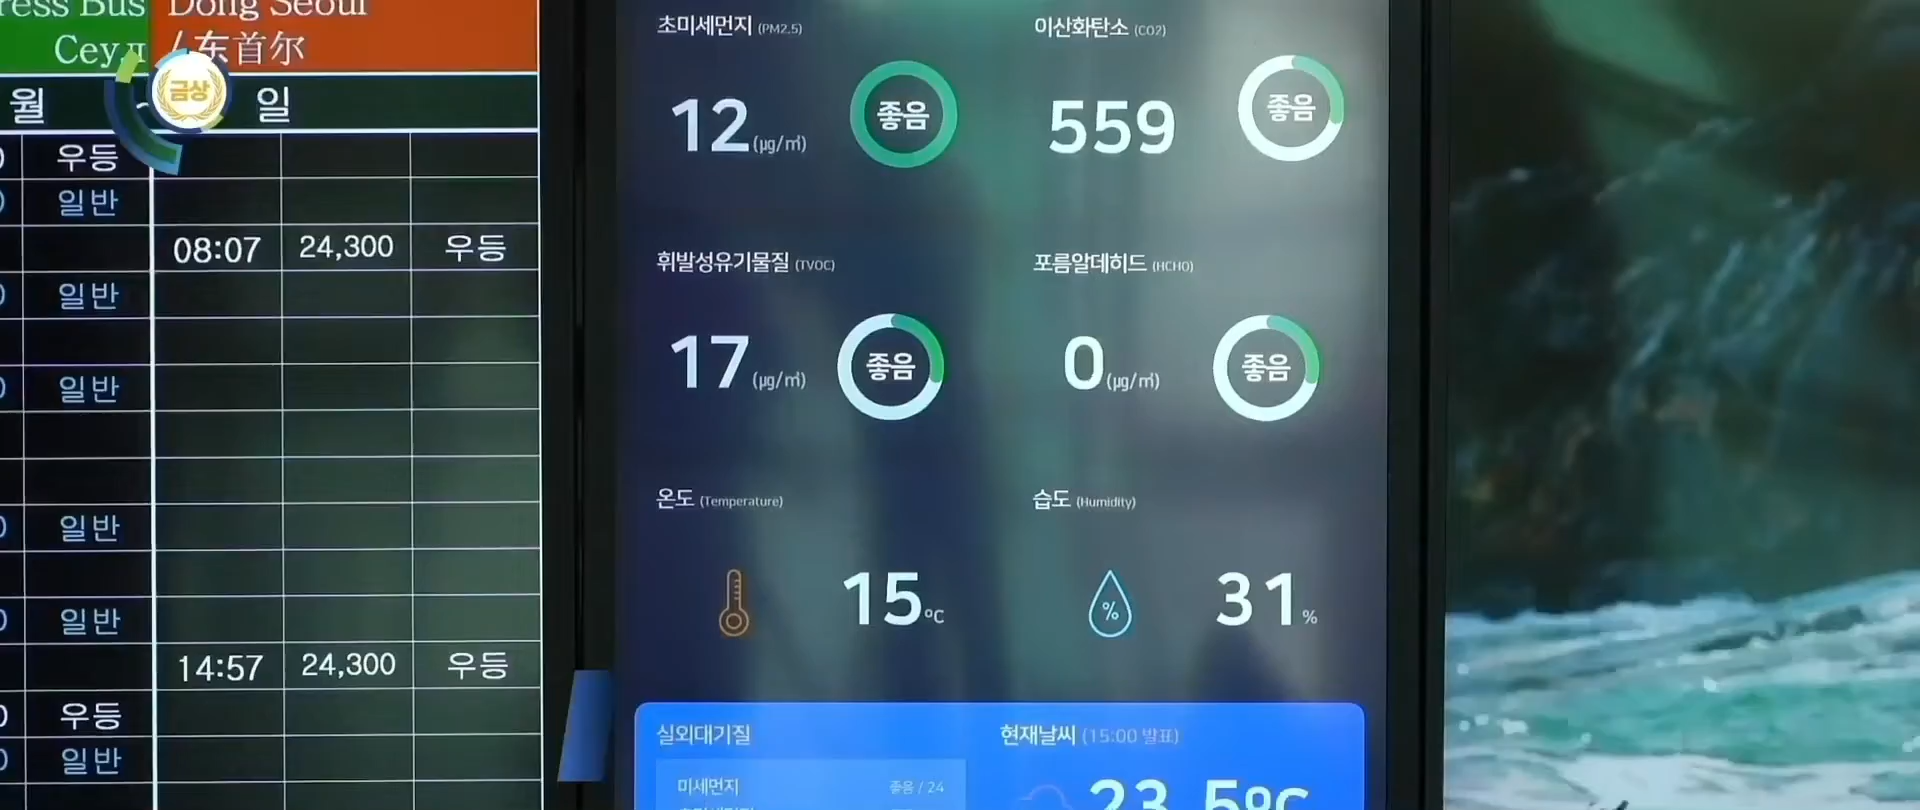 ress Bus
Dong Seoul
Сеул
/ 东首尔
월 ~ 일
금상
우등
일반
08:07 24,300 우등
일반
일반
일반
일반
14:57 24,300 우등
우등
일반
초미세먼지 (PM2.5)
12 (μg/㎥)
좋음
이산화탄소 (CO2)
559
좋음
휘발성유기물질 (TVOC)
17 (μg/㎥)
좋음
포름알데히드 (HCHO)
0 (μg/㎥)
좋음
온도 (Temperature)
15 ℃
습도 (Humidity)
%
31 %
실외대기질
미세먼지 좋음 / 24
현재날씨 (15:00 발표)
23.5℃